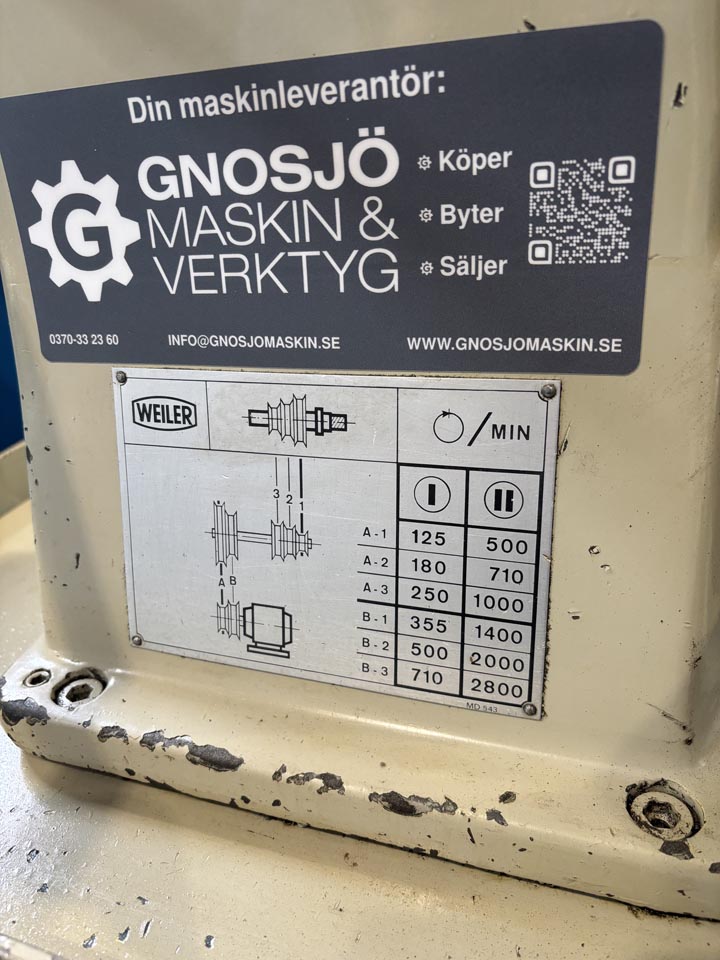 Din maskinleverantör:
G
GNOSJÖ
MASKIN &
VERKTYG
Köper
Byter
Säljer
0370-33 23 60
INFO@GNOSJOMASKIN.SE
WWW.GNOSJOMASKIN.SE
WEILER
/MIN
3 2 1
I II
A-1 125 500
A-2 180 710
A-3 250 1000
B-1 355 1400
B-2 500 2000
B-3 710 2800
A B
MD 543